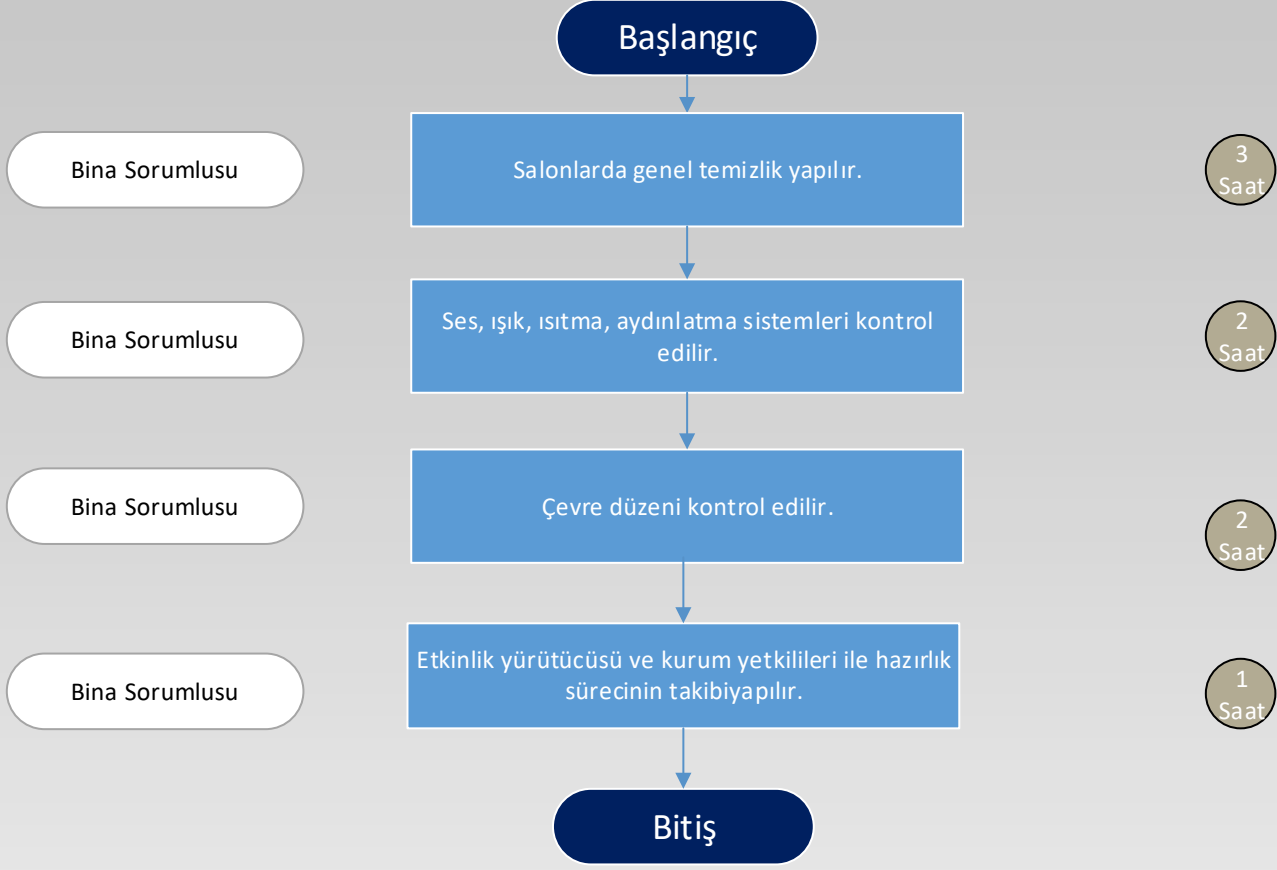 Başlangıç
Bina Sorumlusu
Salonlarda genel temizlik yapılır.
3
Saat
Bina Sorumlusu
Ses, ışık, ısıtma, aydınlatma sistemleri kontrol
edilir.
2
Saat
Bina Sorumlusu
Çevre düzeni kontrol edilir.
2
Saat
Bina Sorumlusu
Etkinlik yürütücüsü ve kurum yetkilileri ile hazırlık
sürecinin takibiyapılır.
1
Saat
Bitiş